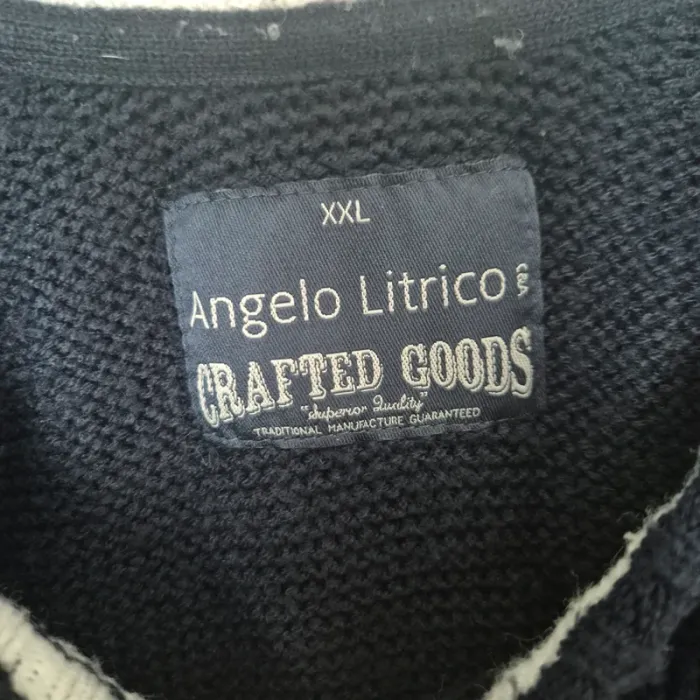 XXL
Angelo Litrico C&A
CRAFTED GOODS
"Superior Quality"
TRADITIONAL MANUFACTURE GUARANTEED